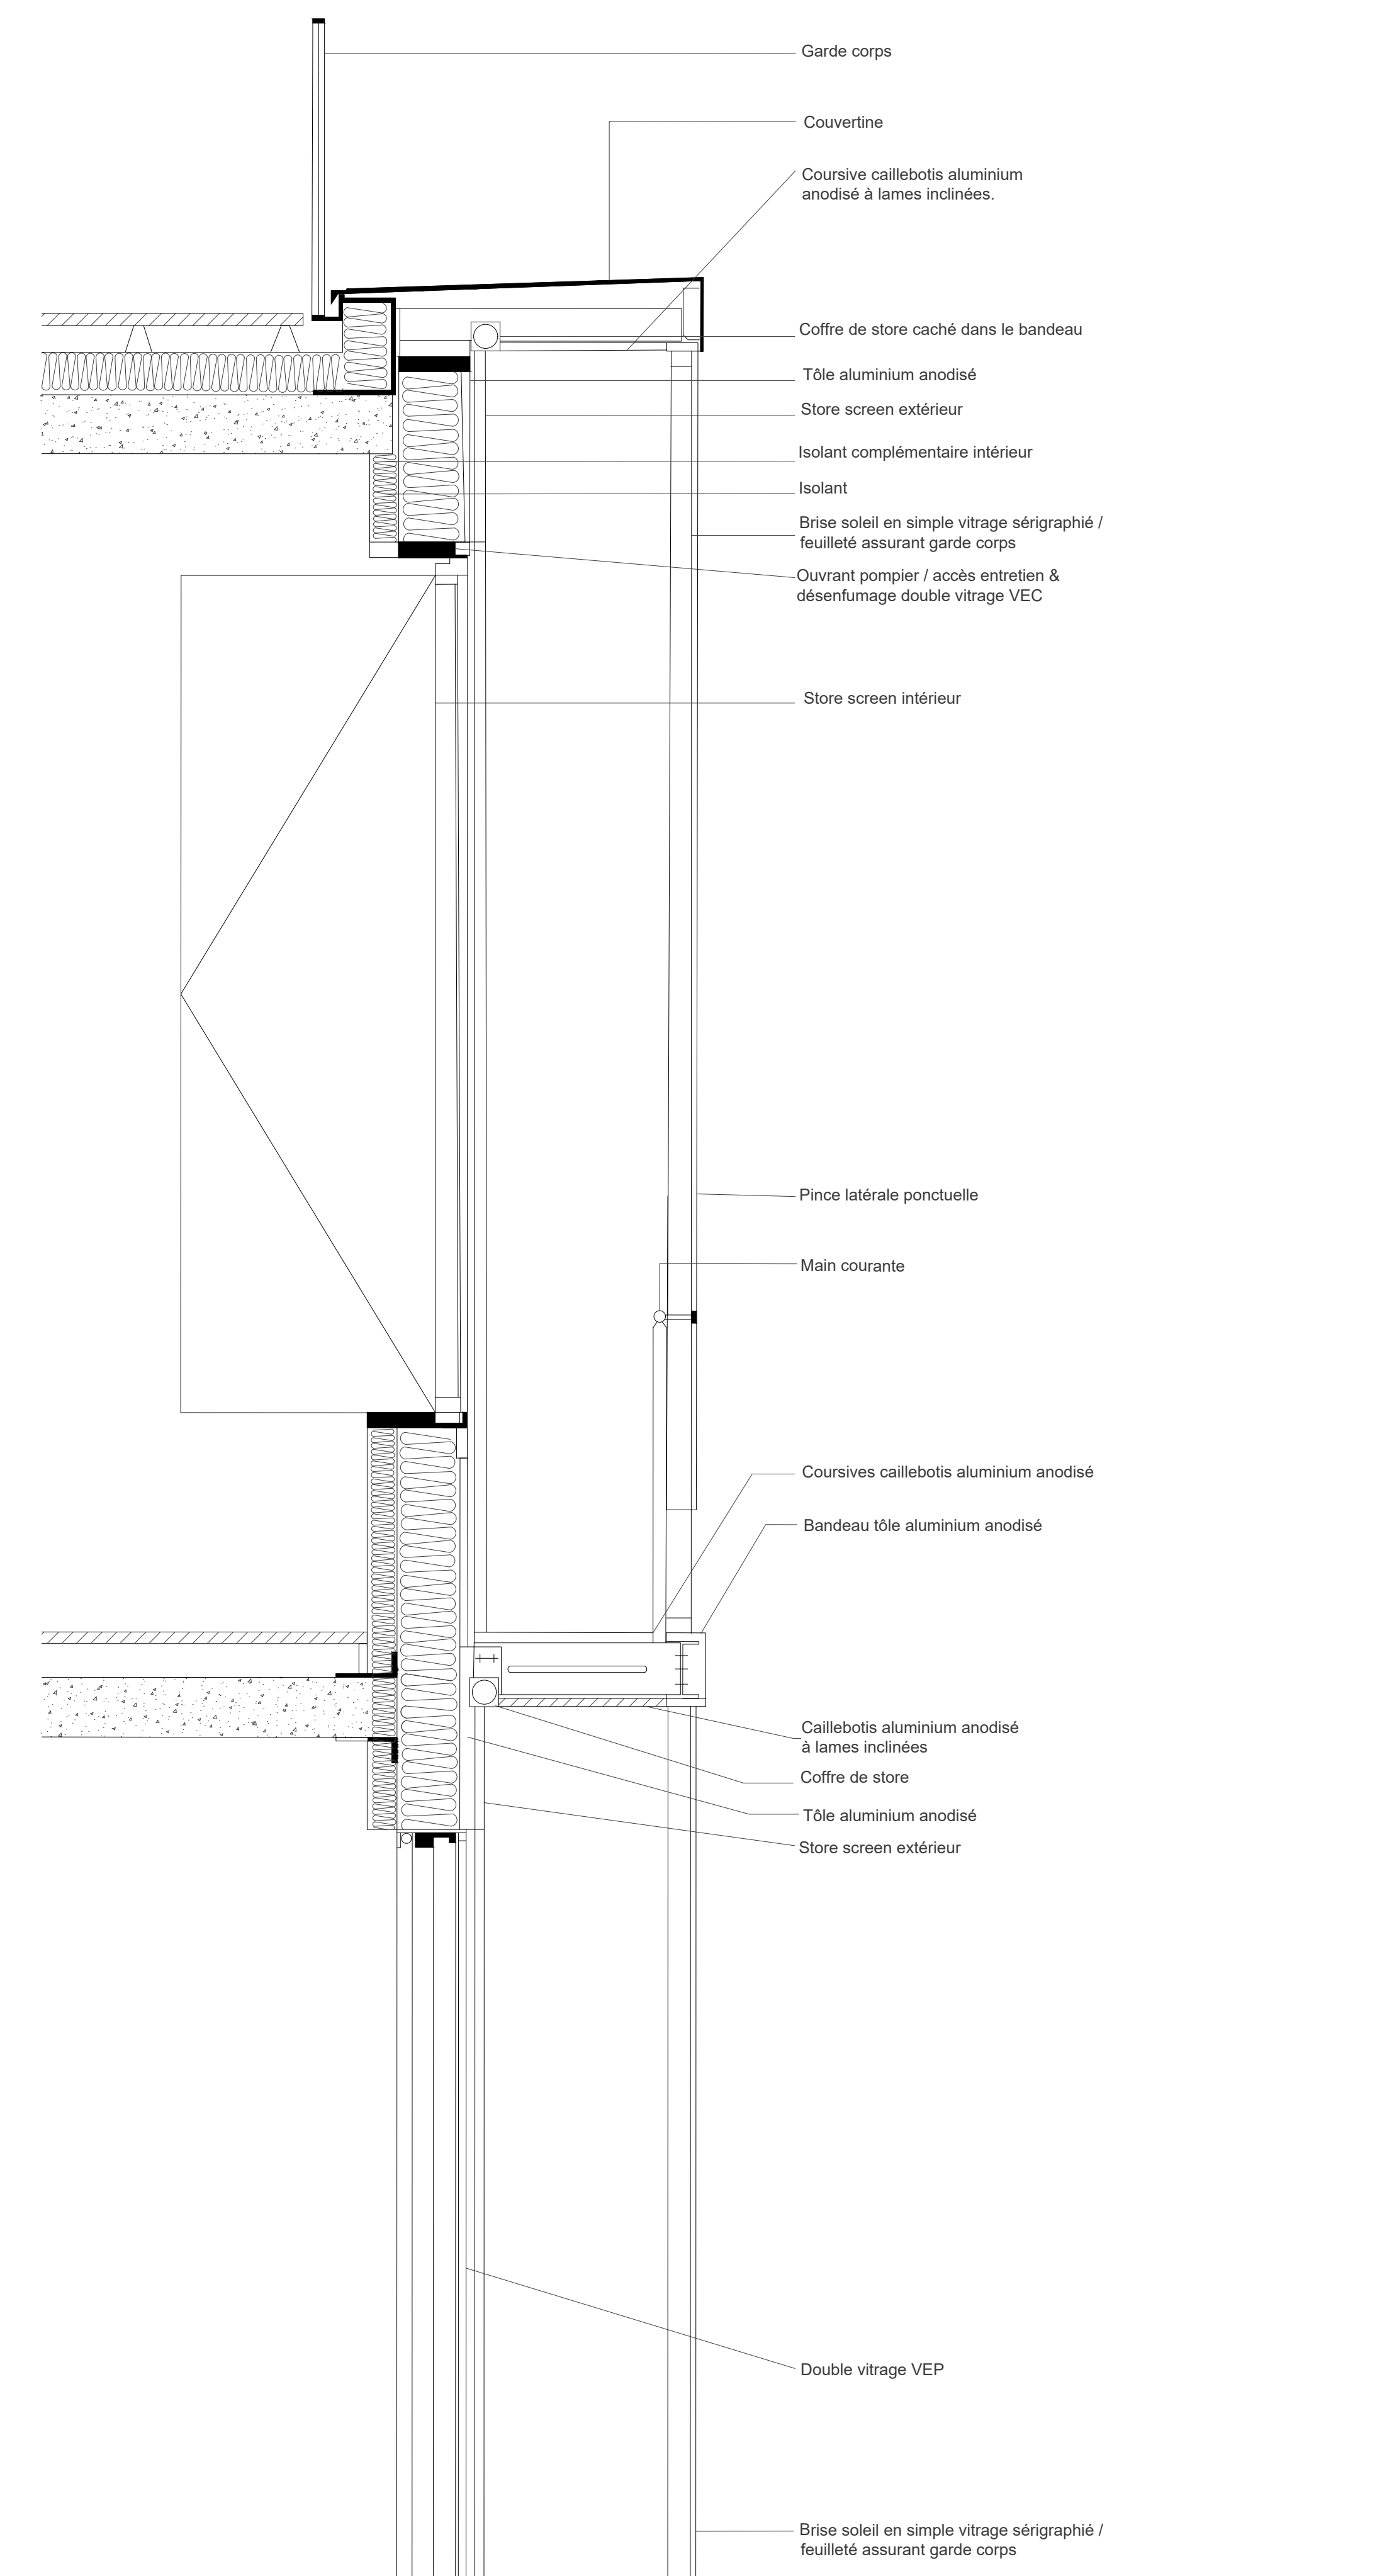 Garde corps
Couvertine
Coursive caillebotis aluminium
anodisé à lames inclinées.
Coffre de store caché dans le bandeau
Tôle aluminium anodisé
Store screen extérieur
Isolant complémentaire intérieur
Isolant
Brise soleil en simple vitrage sérigraphié /
feuilleté assurant garde corps
Ouvrant pompier / accès entretien &
désenfumage double vitrage VEC
Store screen intérieur
Pince latérale ponctuelle
Main courante
Coursives caillebotis aluminium anodisé
Bandeau tôle aluminium anodisé
Caillebotis aluminium anodisé
à lames inclinées
Coffre de store
Tôle aluminium anodisé
Store screen extérieur
Double vitrage VEP
Brise soleil en simple vitrage sérigraphié /
feuilleté assurant garde corps